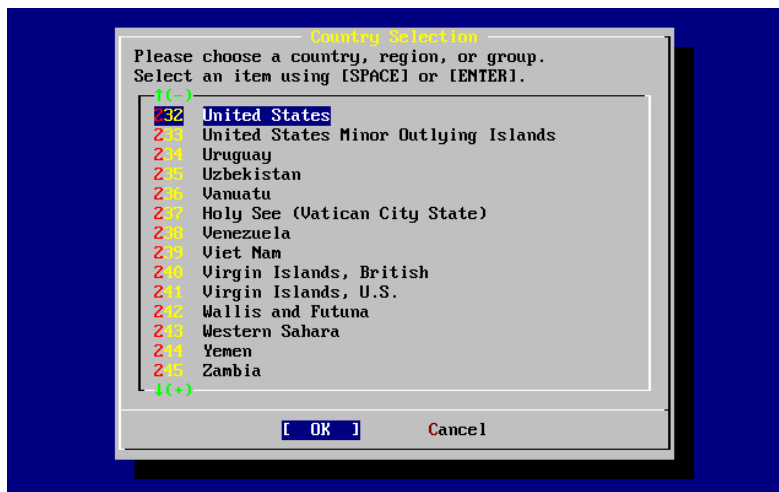 Country Selection
Please choose a country, region, or group.
Select an item using [SPACE] or [ENTER].
↑(-)
232 United States
233 United States Minor Outlying Islands
234 Uruguay
235 Uzbekistan
236 Vanuatu
237 Holy See (Vatican City State)
238 Venezuela
239 Viet Nam
240 Virgin Islands, British
241 Virgin Islands, U.S.
242 Wallis and Futuna
243 Western Sahara
244 Yemen
245 Zambia
↓(+)
[ OK ] Cancel